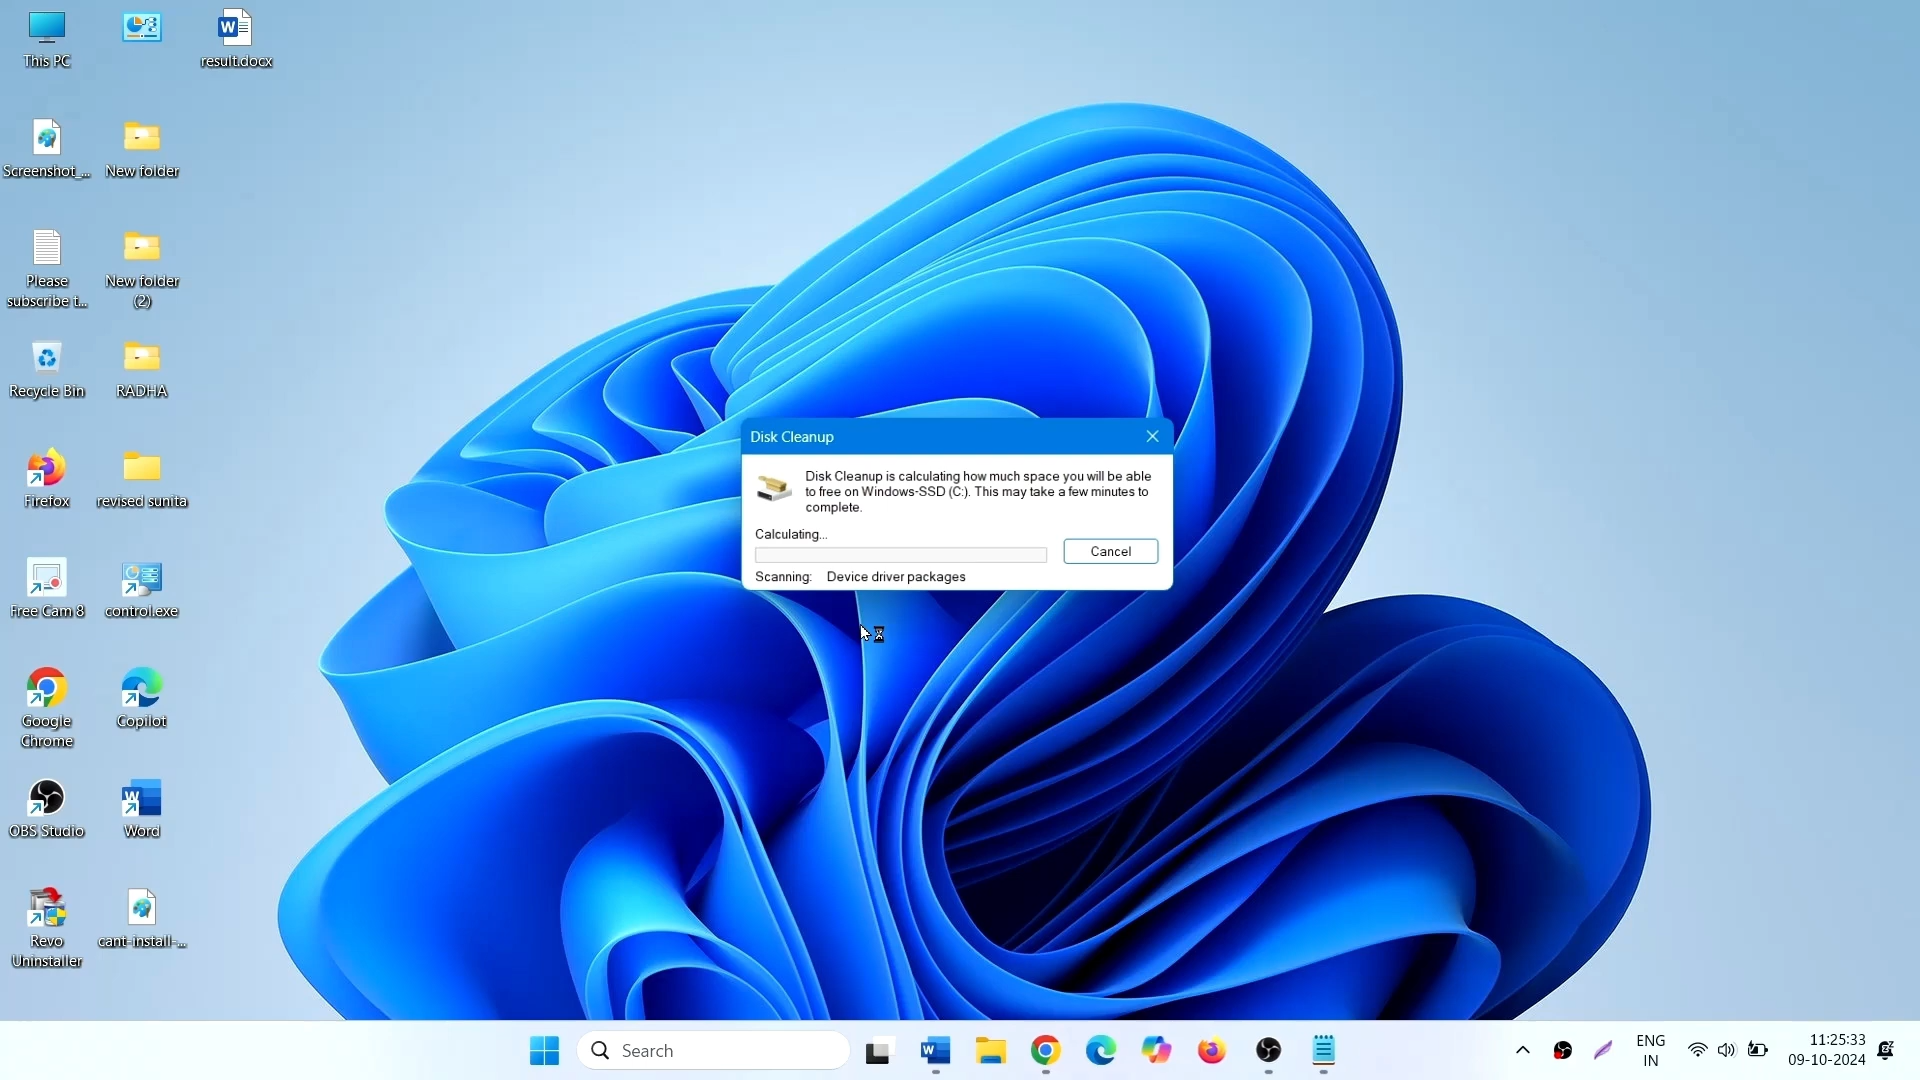 This PC
result.docx
Screenshot_...
New folder
Please
subscribe t...
New folder
(2)
Recycle Bin
RADHA
Firefox
revised sunita
Free Cam 8
control.exe
Google
Chrome
Copilot
OBS Studio
Word
Revo
Uninstaller
cant-install-...
Disk Cleanup
Disk Cleanup is calculating how much space you will be able
to free on Windows-SSD (C:). This may take a few minutes to
complete.
Calculating...
Cancel
Scanning: Device driver packages
Search
ENG
IN
11:25:33
09-10-2024